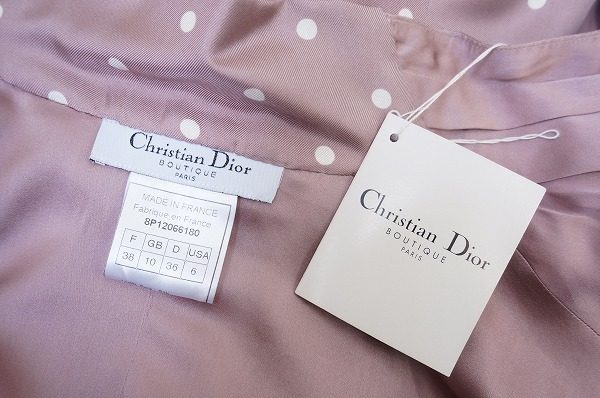 Christian Dior
BOUTIQUE
PARIS
MADE IN FRANCE
Fabriqué en France
8P12066180
F GB D USA
38 10 36 6
Christian Dior
BOUTIQUE
PARIS